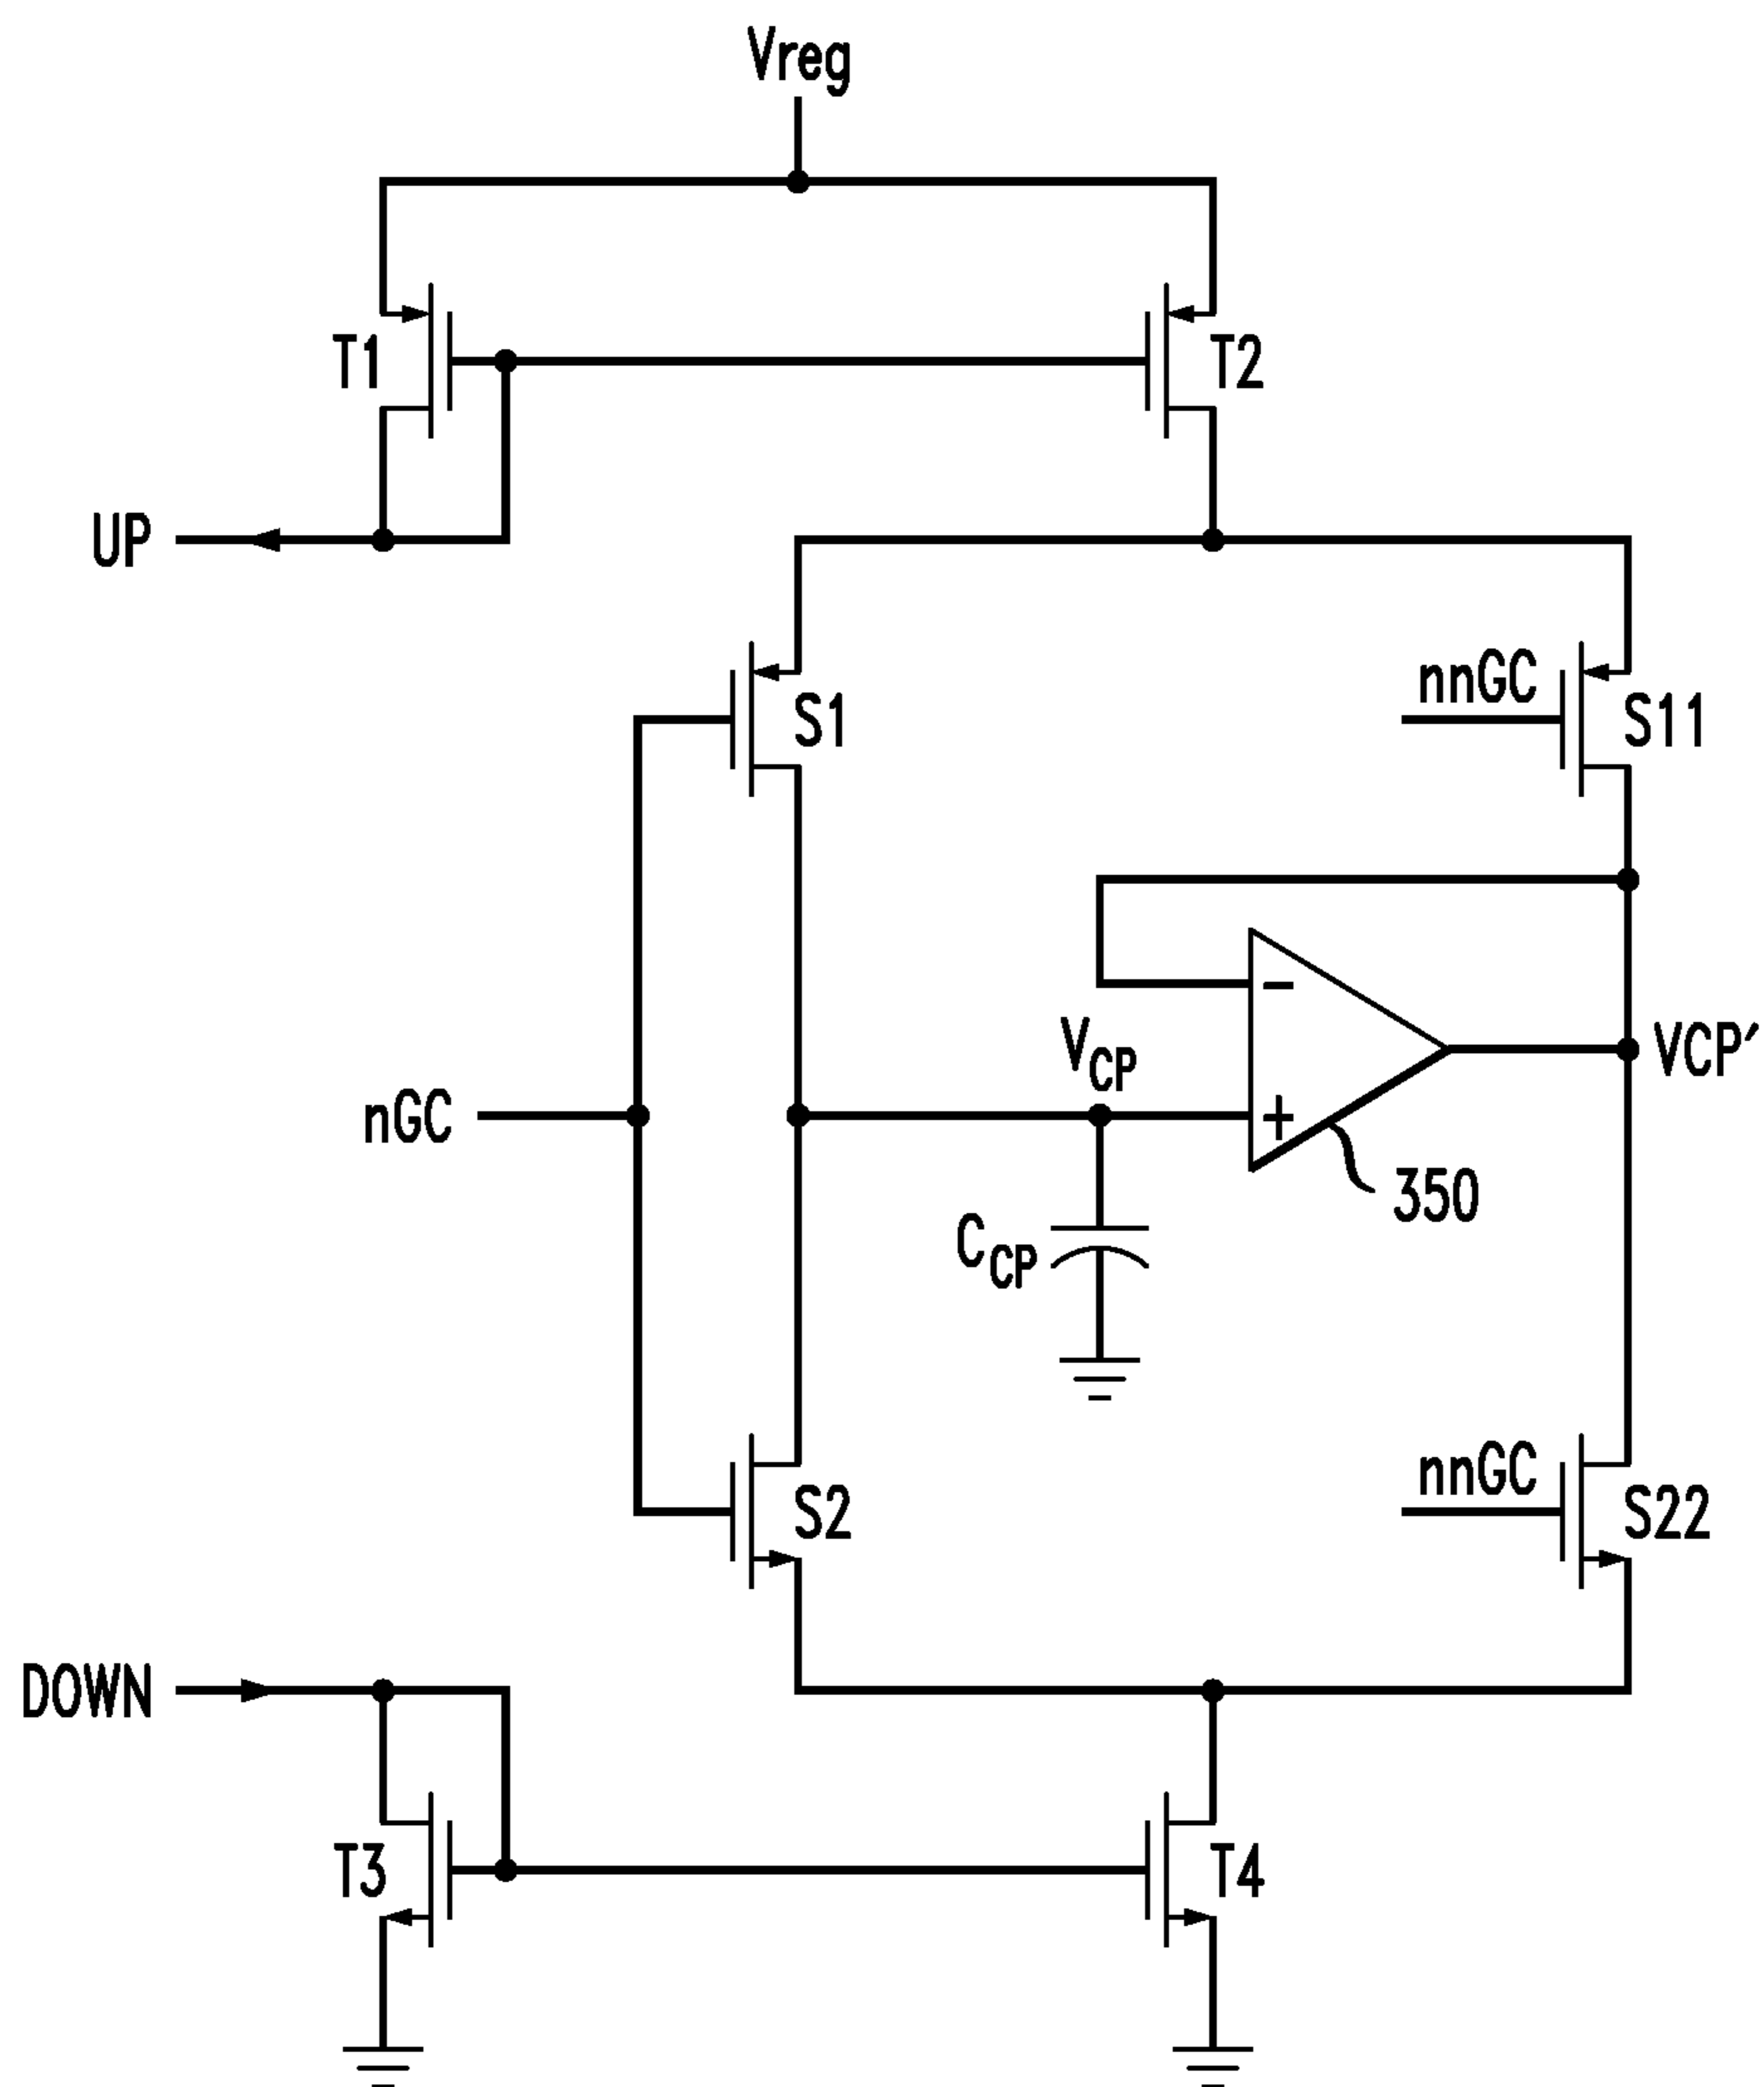 Vreg
T1
T2
UP
nnGC
S1
S11
-
VCP
VCP′
nGC
+
350
CCP
nnGC
S2
S22
DOWN
T3
T4